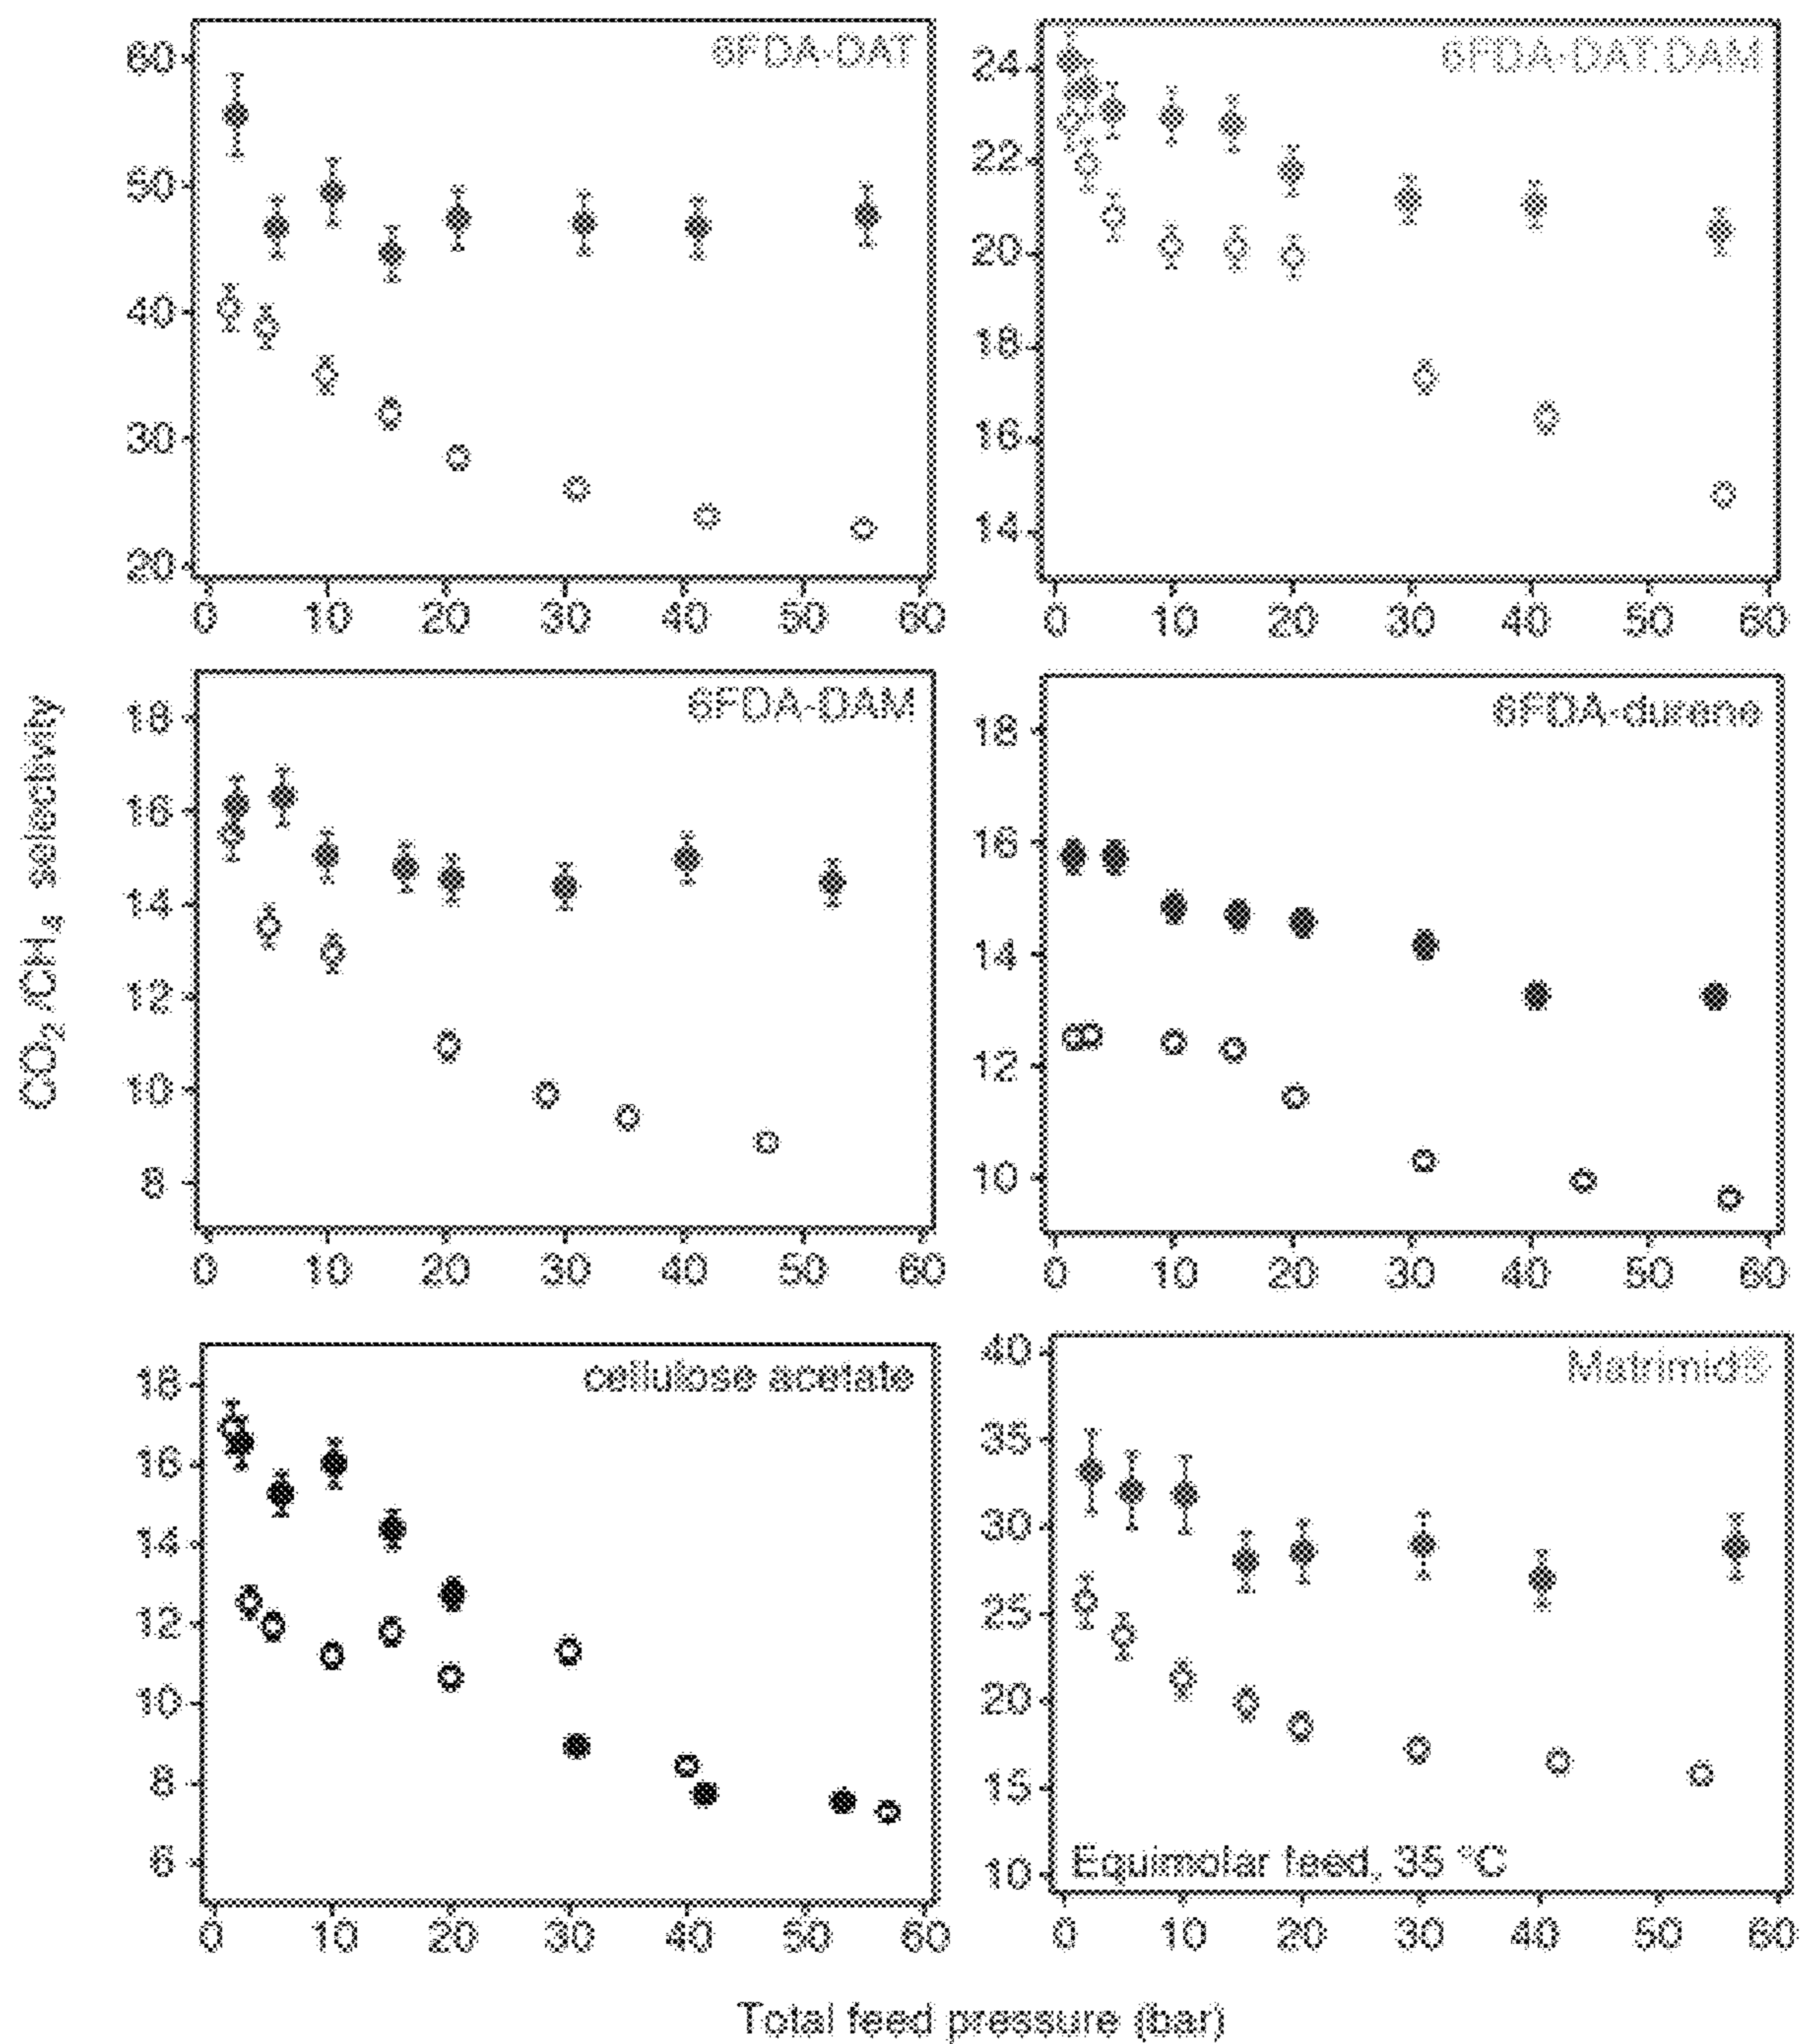 6FDA-DAT
60
50
40
30
20
0 10 20 30 40 50 60
6FDA-DAT:DAM
24
22
20
18
16
14
0 10 20 30 40 50 60
CO₂/CH₄ selectivity
6FDA-DAM
18
16
14
12
10
8
0 10 20 30 40 50 60
6FDA-durene
18
16
14
12
10
0 10 20 30 40 50 60
cellulose acetate
18
16
14
12
10
8
6
0 10 20 30 40 50 60
Matrimid®
40
35
30
25
20
15
10
Equimolar feed, 35 °C
0 10 20 30 40 50 60
Total feed pressure (bar)